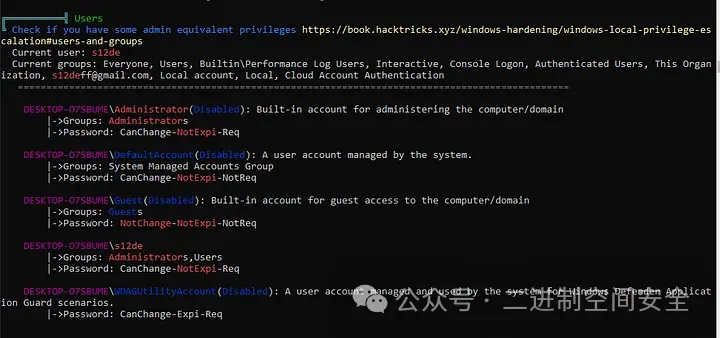 Users
Check if you have some admin equivalent privileges https://book.hacktricks.xyz/windows-hardening/windows-local-privilege-es
calation#users-and-groups
Current user: s12de
Current groups: Everyone, Users, Builtin\Performance Log Users, Interactive, Console Logon, Authenticated Users, This Organ
ization, s12deff@gmail.com, Local account, Local, Cloud Account Authentication
==========================================================================================
DESKTOP-O7SBUME\Administrator(Disabled): Built-in account for administering the computer/domain
|->Groups: Administrators
|->Password: CanChange-NotExpi-Req
DESKTOP-O7SBUME\DefaultAccount(Disabled): A user account managed by the system.
|->Groups: System Managed Accounts Group
|->Password: CanChange-NotExpi-NotReq
DESKTOP-O7SBUME\Guest(Disabled): Built-in account for guest access to the computer/domain
|->Groups: Guests
|->Password: NotChange-NotExpi-NotReq
DESKTOP-O7SBUME\s12de
|->Groups: Administrators,Users
|->Password: CanChange-NotExpi-Req
DESKTOP-O7SBUME\WDAGUtilityAccount(Disabled): A user account managed and used by the system for Windows Defender Applicat
ion Guard scenarios.
|->Password: CanChange-Expi-Req
公众号 · 二进制空间安全